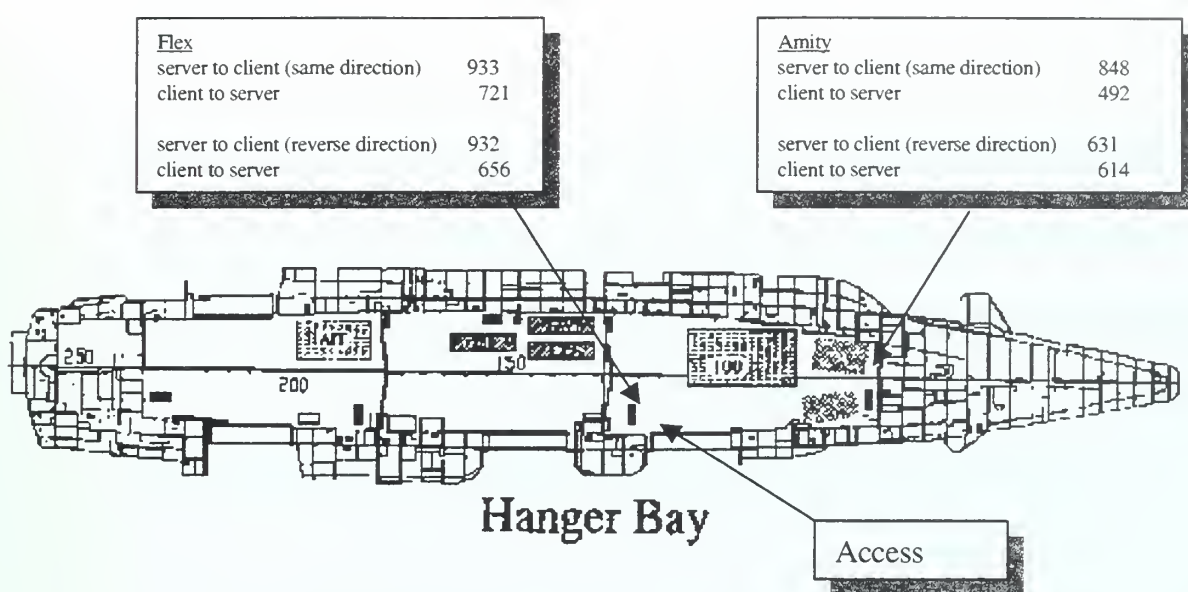 Flex
server to client (same direction) 933
client to server 721
server to client (reverse direction) 932
client to server 656
Amity
server to client (same direction) 848
client to server 492
server to client (reverse direction) 631
client to server 614
250
200
150
100
Hanger Bay
Access